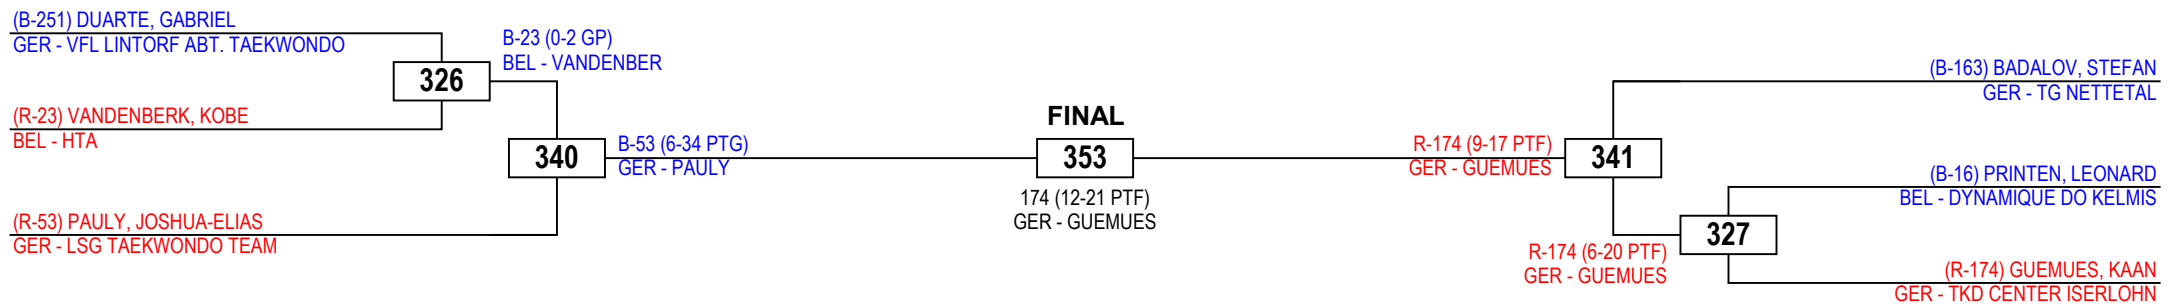 (B-251) DUARTE, GABRIEL
GER - VFL LINTORF ABT. TAEKWONDO
326
(R-23) VANDENBERK, KOBE
BEL - HTA
B-23 (0-2 GP)
BEL - VANDENBER
340
(R-53) PAULY, JOSHUA-ELIAS
GER - LSG TAEKWONDO TEAM
B-53 (6-34 PTG)
GER - PAULY
FINAL
353
174 (12-21 PTF)
GER - GUEMUES
R-174 (9-17 PTF)
GER - GUEMUES
341
(B-163) BADALOV, STEFAN
GER - TG NETTETAL
(B-16) PRINTEN, LEONARD
BEL - DYNAMIQUE DO KELMIS
327
R-174 (6-20 PTF)
GER - GUEMUES
(R-174) GUEMUES, KAAN
GER - TKD CENTER ISERLOHN